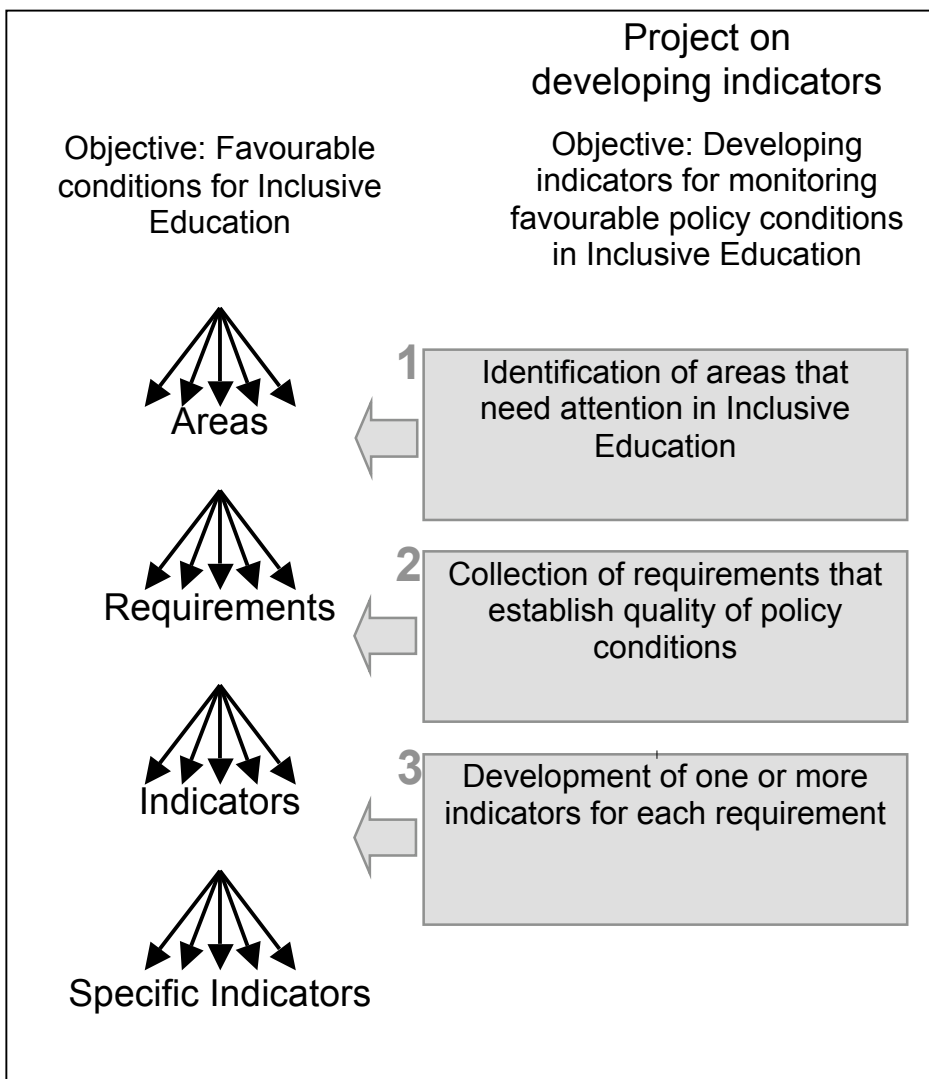 Project on
developing indicators
Objective: Favourable
conditions for Inclusive
Education
Objective: Developing
indicators for monitoring
favourable policy conditions
in Inclusive Education
1
Identification of areas that
need attention in Inclusive
Education
Areas
2
Collection of requirements that
establish quality of policy
conditions
Requirements
3
Development of one or more
indicators for each requirement
Indicators
Specific Indicators